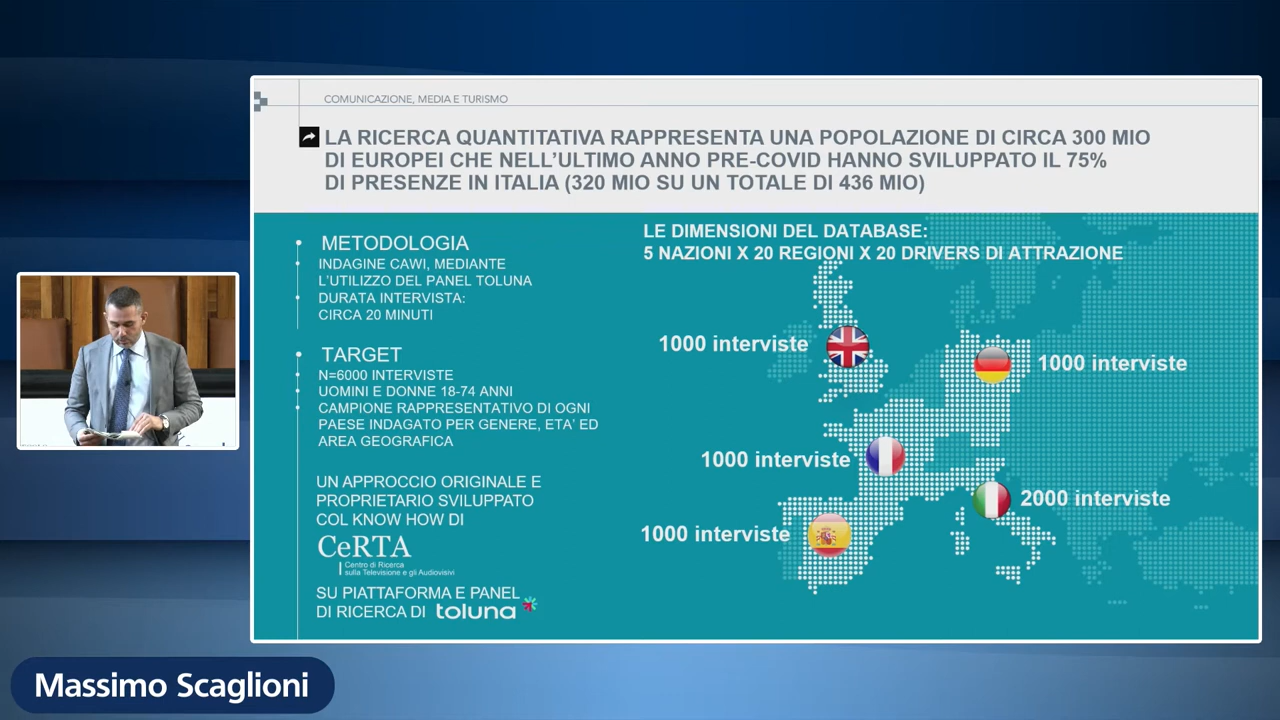 COMUNICAZIONE, MEDIA E TURISMO
LA RICERCA QUANTITATIVA RAPPRESENTA UNA POPOLAZIONE DI CIRCA 300 MIO
DI EUROPEI CHE NELL'ULTIMO ANNO PRE-COVID HANNO SVILUPPATO IL 75%
DI PRESENZE IN ITALIA (320 MIO SU UN TOTALE DI 436 MIO)
METODOLOGIA
INDAGINE CAWI, MEDIANTE
L'UTILIZZO DEL PANEL TOLUNA
DURATA INTERVISTA:
CIRCA 20 MINUTI
TARGET
N=6000 INTERVISTE
UOMINI E DONNE 18-74 ANNI
CAMPIONE RAPPRESENTATIVO DI OGNI
PAESE INDAGATO PER GENERE, ETA' ED
AREA GEOGRAFICA
UN APPROCCIO ORIGINALE E
PROPRIETARIO SVILUPPATO
COL KNOW HOW DI
CeRTA
Centro di Ricerca
sulla Televisione e gli Audiovisivi
SU PIATTAFORMA E PANEL
DI RICERCA DI toluna
LE DIMENSIONI DEL DATABASE:
5 NAZIONI X 20 REGIONI X 20 DRIVERS DI ATTRAZIONE
1000 interviste
1000 interviste
1000 interviste
2000 interviste
1000 interviste
Massimo Scaglioni